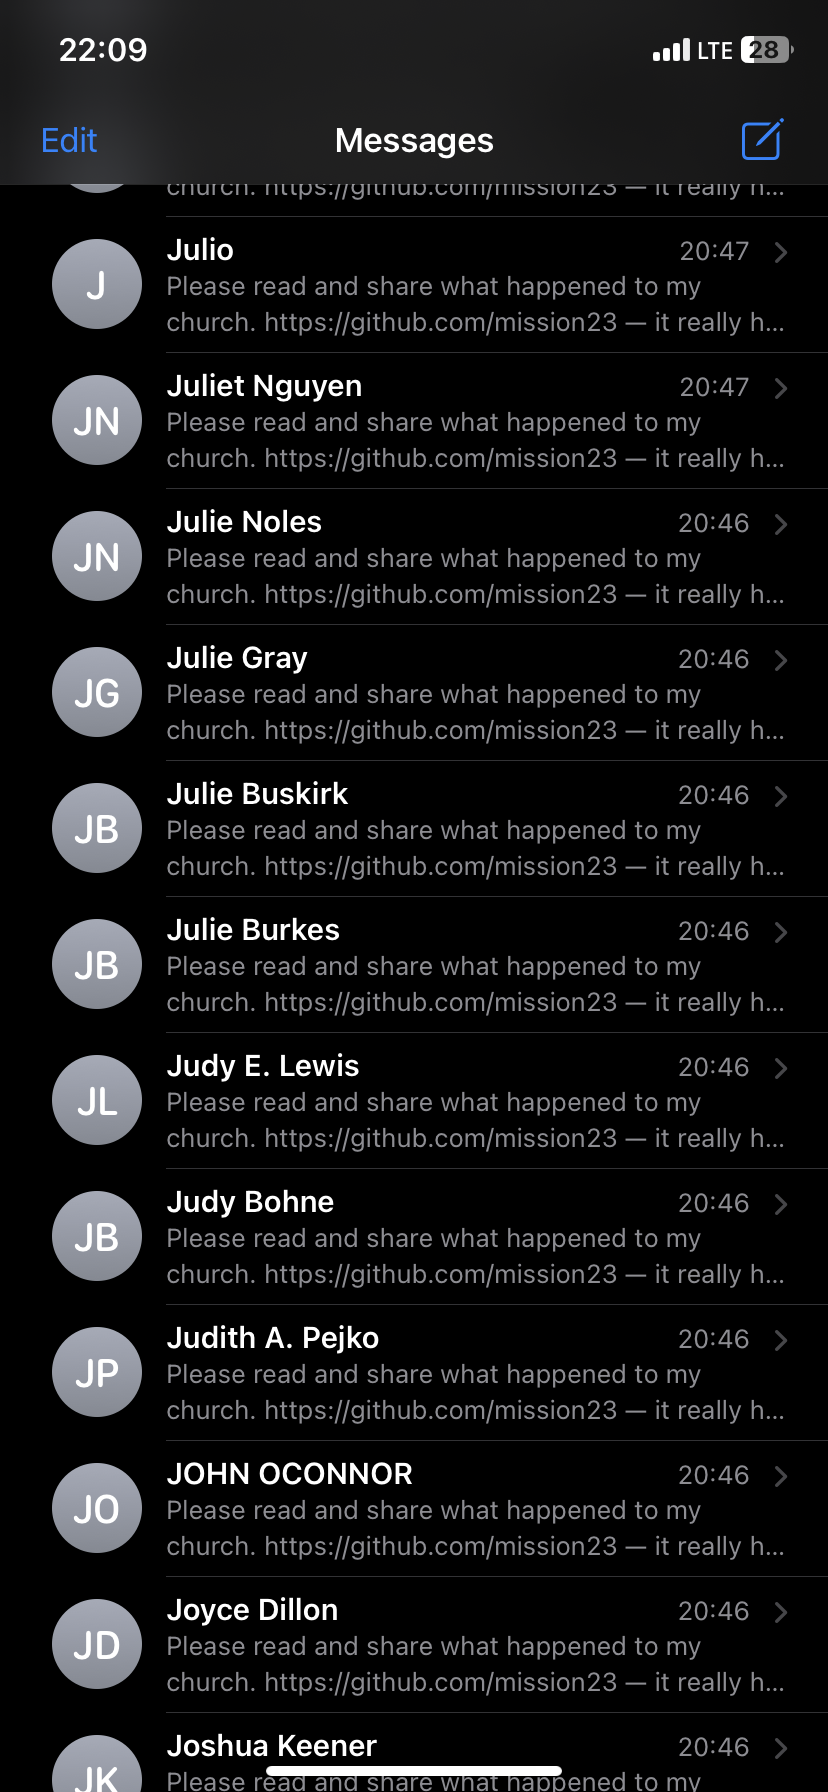 22:09
LTE 28
Edit
Messages
church. https://github.com/mission23 — it really h...
Julio
20:47
J
Please read and share what happened to my
church. https://github.com/mission23 — it really h...
Juliet Nguyen
20:47
JN
Please read and share what happened to my
church. https://github.com/mission23 — it really h...
Julie Noles
20:46
JN
Please read and share what happened to my
church. https://github.com/mission23 — it really h...
Julie Gray
20:46
JG
Please read and share what happened to my
church. https://github.com/mission23 — it really h...
Julie Buskirk
20:46
JB
Please read and share what happened to my
church. https://github.com/mission23 — it really h...
Julie Burkes
20:46
JB
Please read and share what happened to my
church. https://github.com/mission23 — it really h...
Judy E. Lewis
20:46
JL
Please read and share what happened to my
church. https://github.com/mission23 — it really h...
Judy Bohne
20:46
JB
Please read and share what happened to my
church. https://github.com/mission23 — it really h...
Judith A. Pejko
20:46
JP
Please read and share what happened to my
church. https://github.com/mission23 — it really h...
JOHN OCONNOR
20:46
JO
Please read and share what happened to my
church. https://github.com/mission23 — it really h...
Joyce Dillon
20:46
JD
Please read and share what happened to my
church. https://github.com/mission23 — it really h...
Joshua Keener
20:46
JK
Please read and share what happened to my